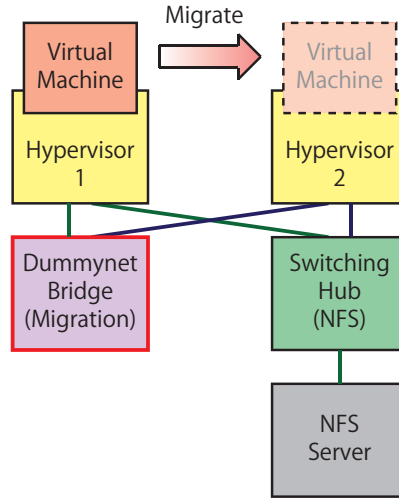 Migrate
Virtual
Machine
Virtual
Machine
Hypervisor
1
Hypervisor
2
Dummynet
Bridge
(Migration)
Switching
Hub
(NFS)
NFS
Server